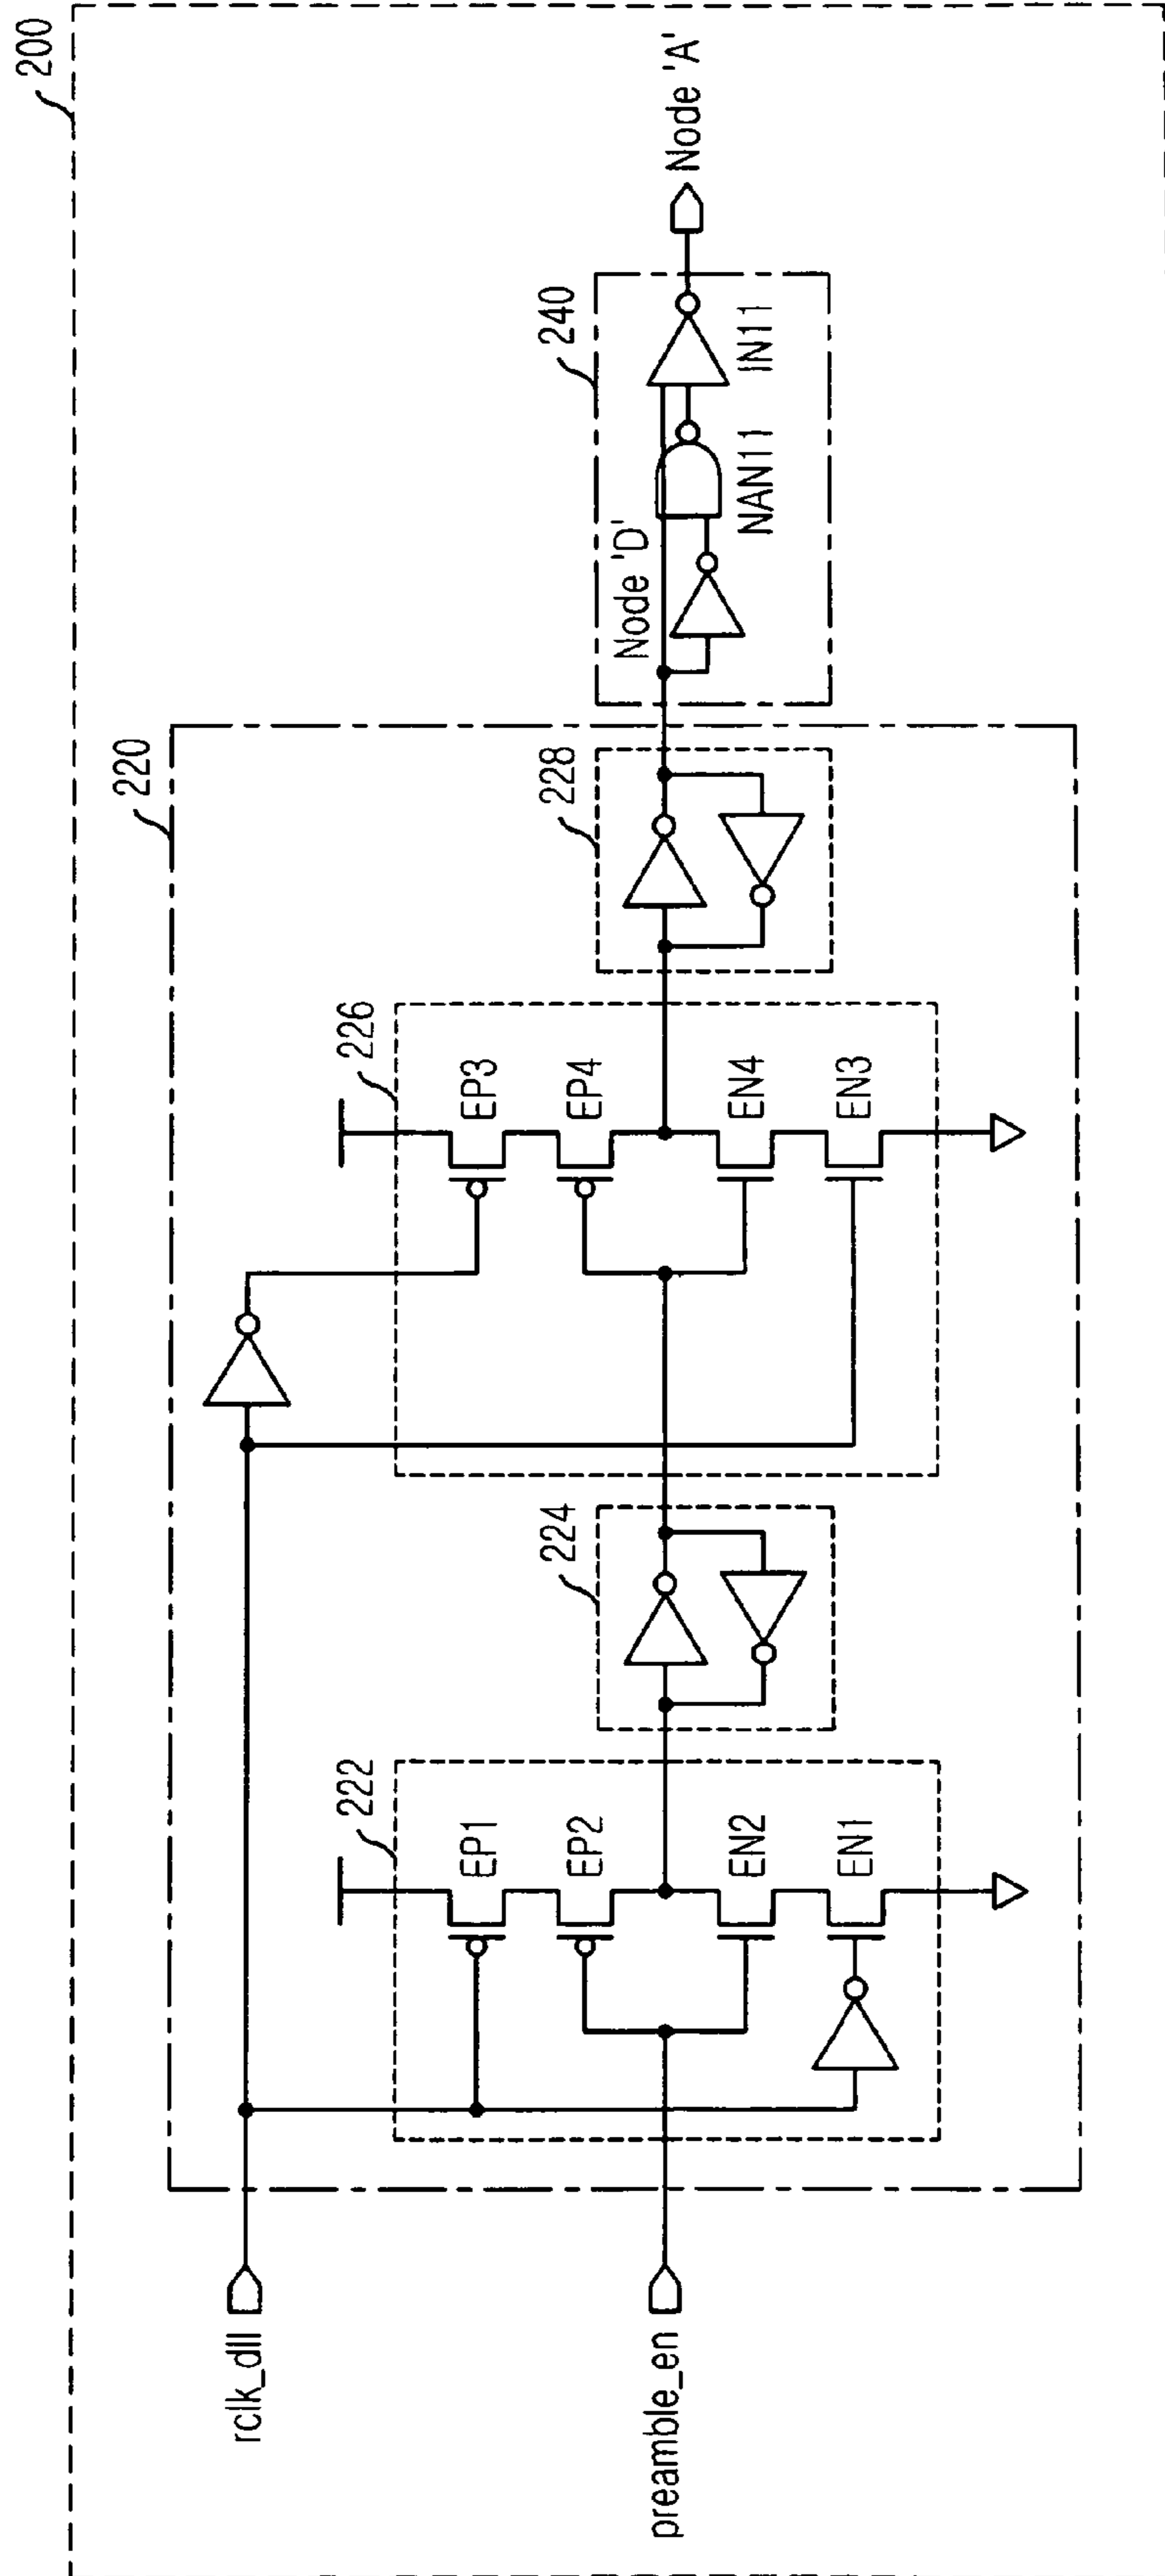 200
220
rclk_dll
preamble_en
222
EP1
EP2
EN2
EN1
224
226
EP3
EP4
EN4
EN3
228
240
Node 'D'
NAN11
IN11
Node 'A'